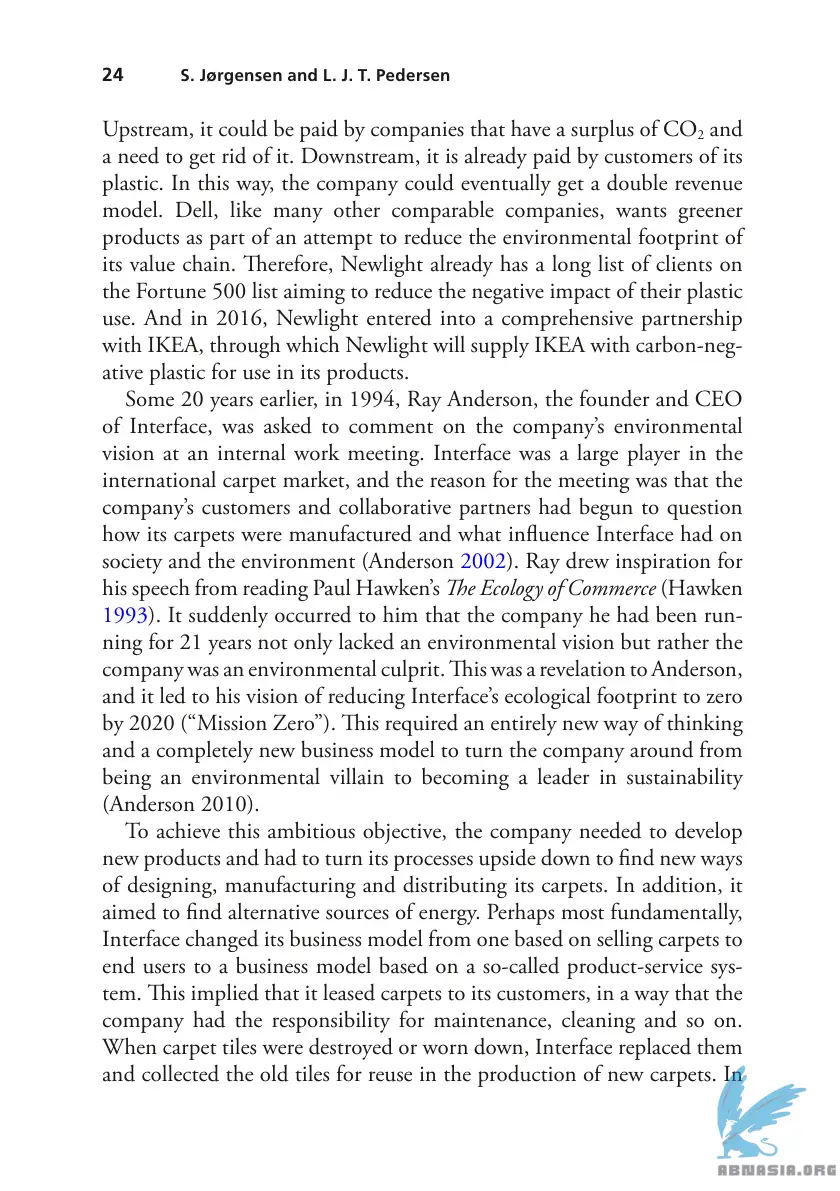 24 S. Jørgensen and L. J. T. Pedersen
Upstream, it could be paid by companies that have a surplus of CO₂ and
a need to get rid of it. Downstream, it is already paid by customers of its
plastic. In this way, the company could eventually get a double revenue
model. Dell, like many other comparable companies, wants greener
products as part of an attempt to reduce the environmental footprint of
its value chain. Therefore, Newlight already has a long list of clients on
the Fortune 500 list aiming to reduce the negative impact of their plastic
use. And in 2016, Newlight entered into a comprehensive partnership
with IKEA, through which Newlight will supply IKEA with carbon-neg-
ative plastic for use in its products.
Some 20 years earlier, in 1994, Ray Anderson, the founder and CEO
of Interface, was asked to comment on the company’s environmental
vision at an internal work meeting. Interface was a large player in the
international carpet market, and the reason for the meeting was that the
company’s customers and collaborative partners had begun to question
how its carpets were manufactured and what influence Interface had on
society and the environment (Anderson 2002). Ray drew inspiration for
his speech from reading Paul Hawken’s The Ecology of Commerce (Hawken
1993). It suddenly occurred to him that the company he had been run-
ning for 21 years not only lacked an environmental vision but rather the
company was an environmental culprit. This was a revelation to Anderson,
and it led to his vision of reducing Interface’s ecological footprint to zero
by 2020 (“Mission Zero”). This required an entirely new way of thinking
and a completely new business model to turn the company around from
being an environmental villain to becoming a leader in sustainability
(Anderson 2010).
To achieve this ambitious objective, the company needed to develop
new products and had to turn its processes upside down to find new ways
of designing, manufacturing and distributing its carpets. In addition, it
aimed to find alternative sources of energy. Perhaps most fundamentally,
Interface changed its business model from one based on selling carpets to
end users to a business model based on a so-called product-service sys-
tem. This implied that it leased carpets to its customers, in a way that the
company had the responsibility for maintenance, cleaning and so on.
When carpet tiles were destroyed or worn down, Interface replaced them
and collected the old tiles for reuse in the production of new carpets. In
ABNASIA.ORG